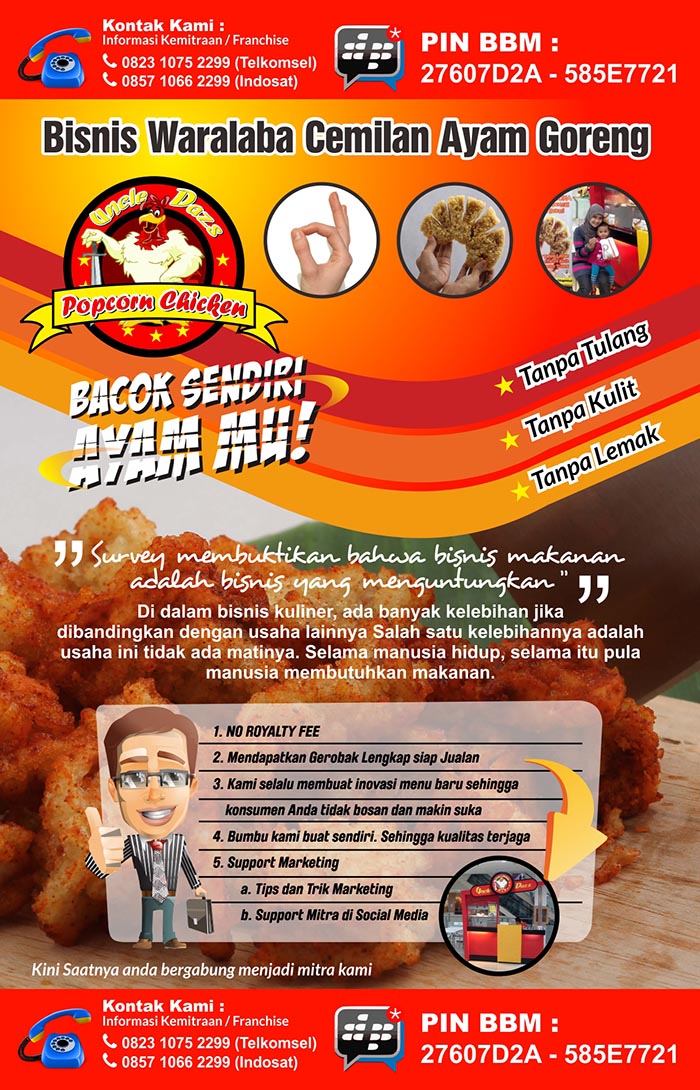 Kontak Kami :
Informasi Kemitraan / Franchise
0823 1075 2299 (Telkomsel)
0857 1066 2299 (Indosat)
PIN BBM :
27607D2A - 585E7721
Bisnis Waralaba Cemilan Ayam Goreng
Uncle Dazs
Popcorn Chicken
BACOK SENDIRI
AYAM MU!
Tanpa Tulang
Tanpa Kulit
Tanpa Lemak
” Survey membuktikan bahwa bisnis makanan
adalah bisnis yang menguntungkan " ”
Di dalam bisnis kuliner, ada banyak kelebihan jika
dibandingkan dengan usaha lainnya Salah satu kelebihannya adalah
usaha ini tidak ada matinya. Selama manusia hidup, selama itu pula
manusia membutuhkan makanan.
1. NO ROYALTY FEE
2. Mendapatkan Gerobak Lengkap siap Jualan
3. Kami selalu membuat inovasi menu baru sehingga
konsumen Anda tidak bosan dan makin suka
4. Bumbu kami buat sendiri. Sehingga kualitas terjaga
5. Support Marketing
a. Tips dan Trik Marketing
b. Support Mitra di Social Media
Uncle Dazs
Kini Saatnya anda bergabung menjadi mitra kami
Kontak Kami :
Informasi Kemitraan / Franchise
0823 1075 2299 (Telkomsel)
0857 1066 2299 (Indosat)
PIN BBM :
27607D2A - 585E7721